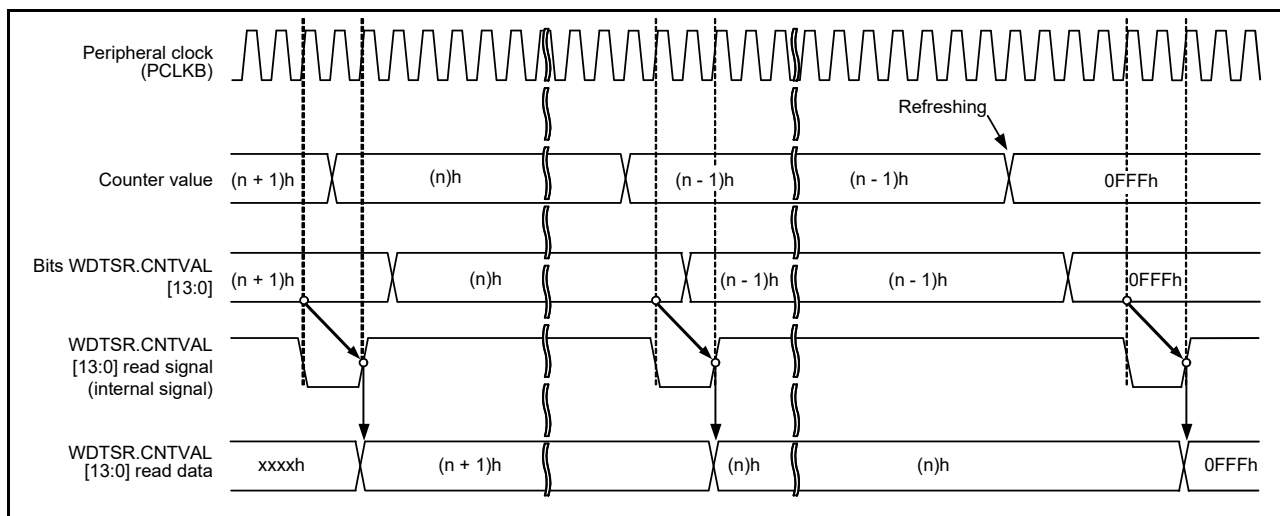 Peripheral clock
(PCLKB)
Refreshing
Counter value
(n + 1)h
(n)h
(n - 1)h
(n - 1)h
0FFFh
Bits WDTSR.CNTVAL
[13:0]
(n + 1)h
(n)h
(n - 1)h
(n - 1)h
0FFFh
WDTSR.CNTVAL
[13:0] read signal
(internal signal)
WDTSR.CNTVAL
[13:0] read data
xxxxh
(n + 1)h
(n)h
(n)h
0FFFh